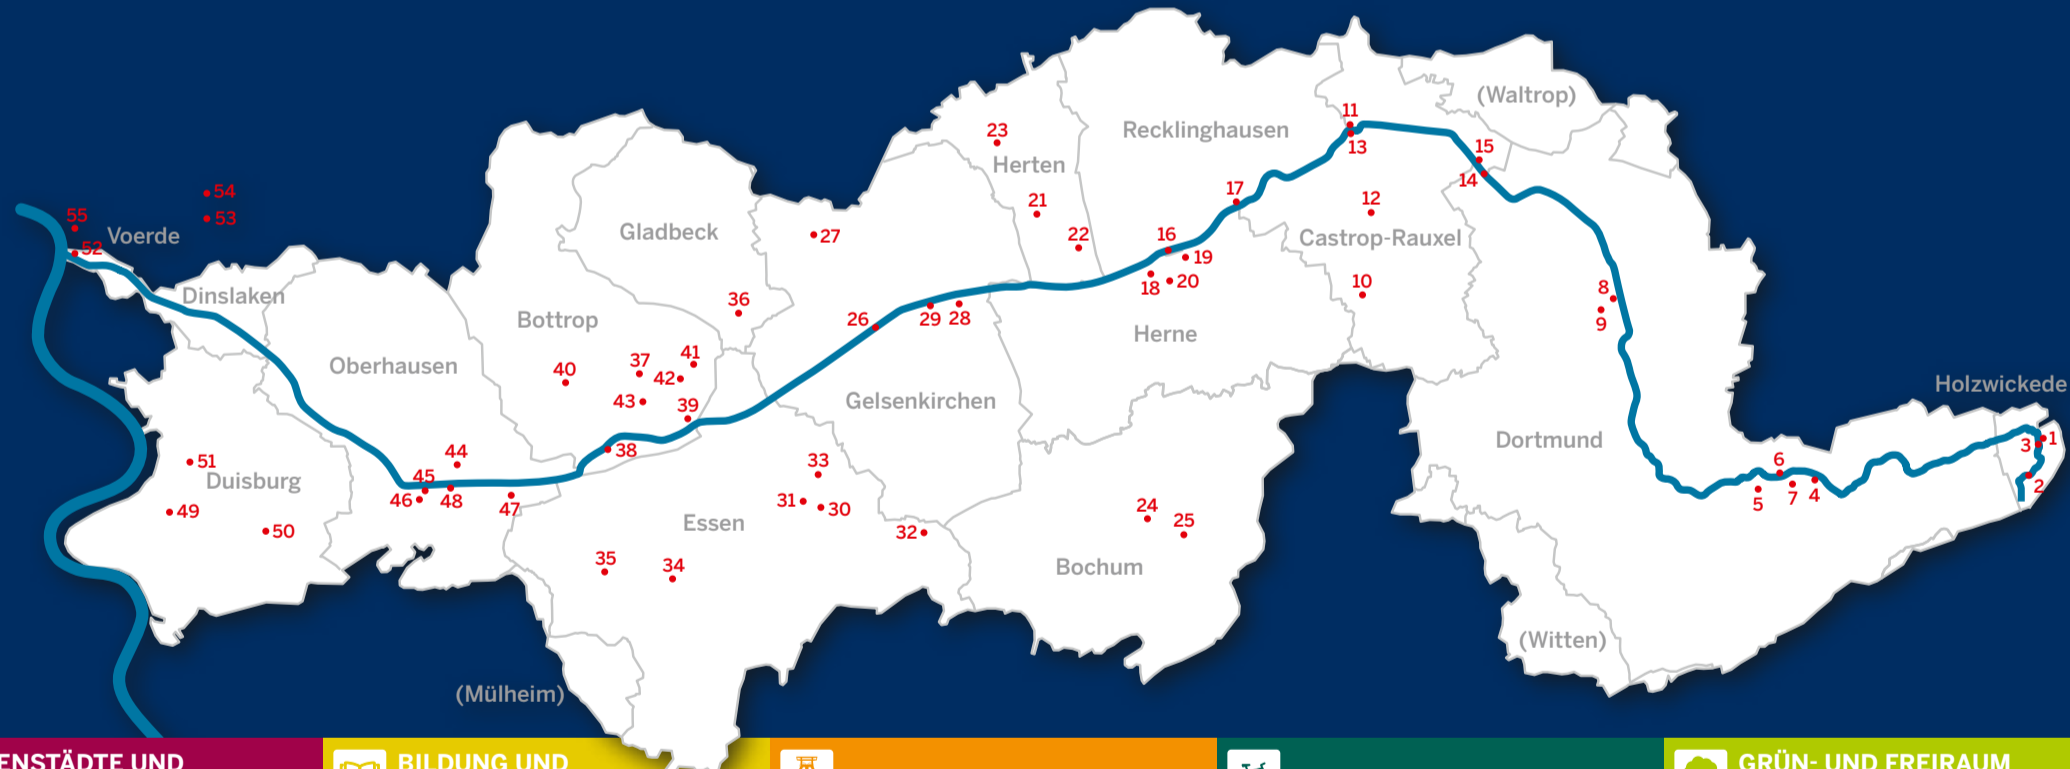 (Waltrop)
11
23
Recklinghausen
13
15
Herten
14
54
17
12
55
53
21
Voerde
Gladbeck
27
22
16
Castrop-Rauxel
52
19
18
20
10
8
Dinslaken
36
26
29
28
9
Bottrop
Herne
Oberhausen
40
37
41
42
Holzwickede
43
39
Gelsenkirchen
Dortmund
1
3
44
38
33
6
51
Duisburg
45
46
48
47
31
30
5
7
4
2
49
50
Essen
32
24
25
35
34
Bochum
(Witten)
(Mülheim)
ENSTÄDTE UND
BILDUNG UND
GRÜN- UND FREIRAUM